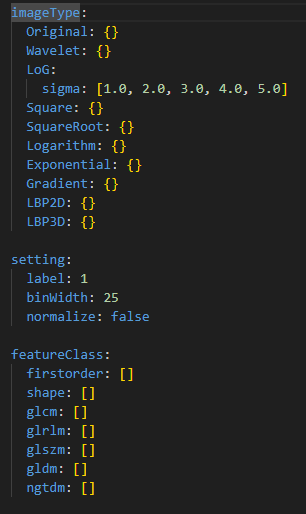 imageType:
  Original: {}
  Wavelet: {}
  LoG:
    sigma: [1.0, 2.0, 3.0, 4.0, 5.0]
  Square: {}
  SquareRoot: {}
  Logarithm: {}
  Exponential: {}
  Gradient: {}
  LBP2D: {}
  LBP3D: {}

setting:
  label: 1
  binWidth: 25
  normalize: false

featureClass:
  firstorder: []
  shape: []
  glcm: []
  glrlm: []
  glszm: []
  gldm: []
  ngtdm: []